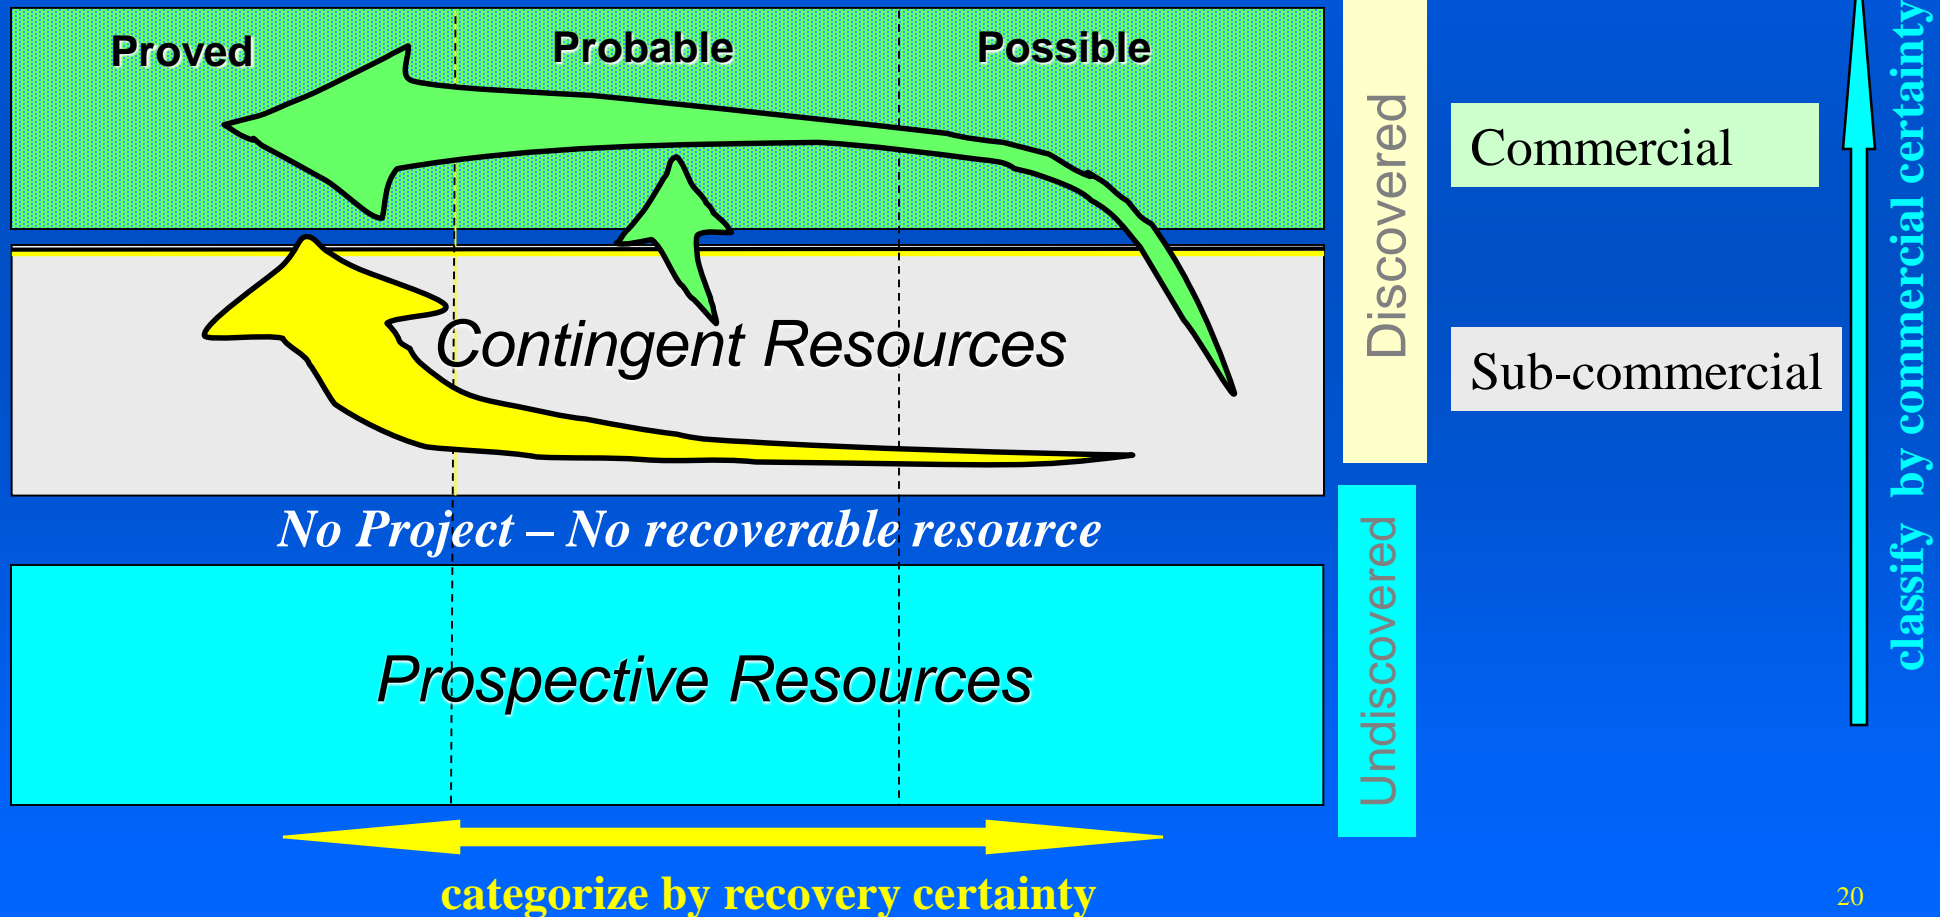 Proved
Probable
Possible
Discovered
Commercial
Contingent Resources
Sub-commercial
No Project – No recoverable resource
Prospective Resources
Undiscovered
classify by commercial certainty
categorize by recovery certainty
20